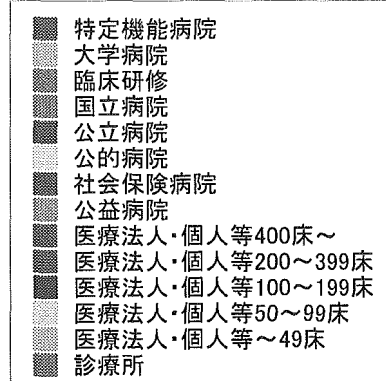 特定機能病院
大学病院
臨床研修
国立病院
公立病院
公的病院
社会保険病院
公益病院
医療法人・個人等400床～
医療法人・個人等200～399床
医療法人・個人等100～199床
医療法人・個人等50～99床
医療法人・個人等～49床
診療所